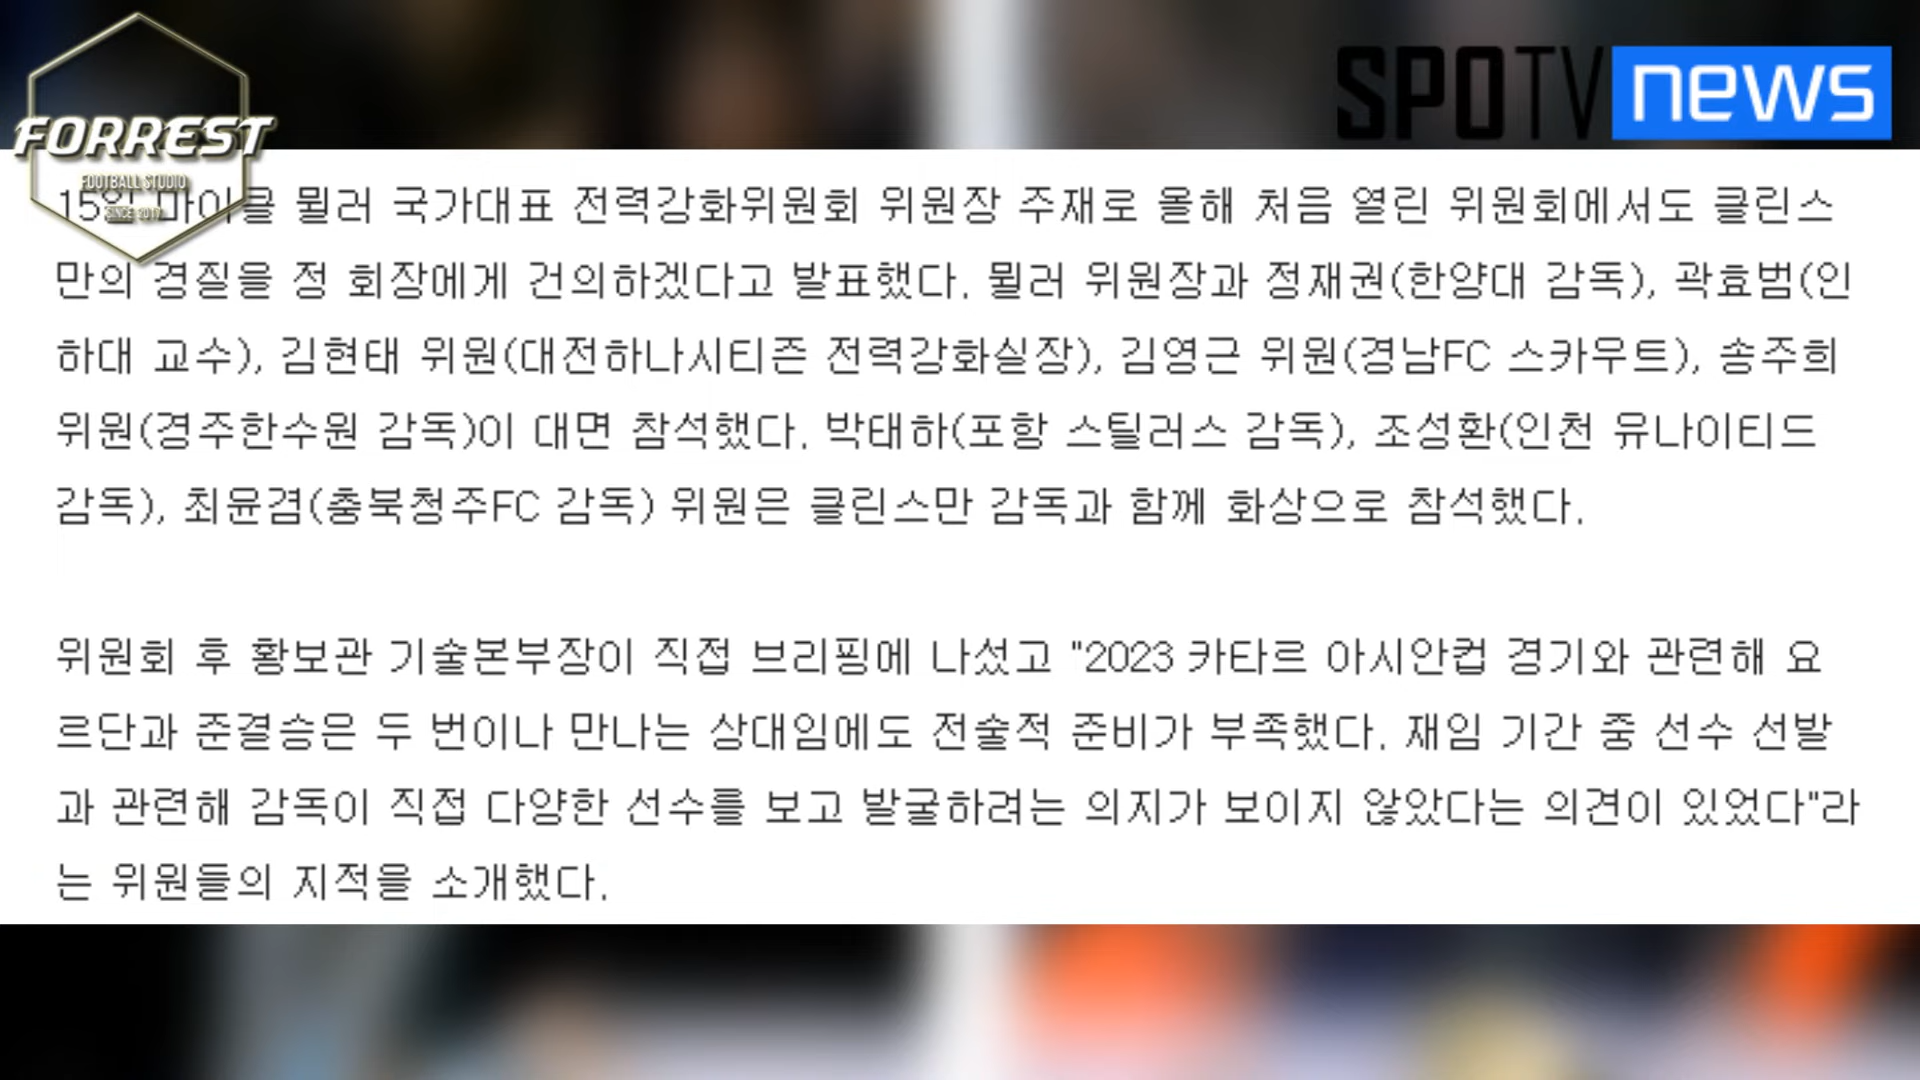 FORREST
FOOTBALL STUDIO
SINCE 2017
SPOTV news
15일 마이클 뮐러 국가대표 전력강화위원회 위원장 주재로 올해 처음 열린 위원회에서도 클린스
만의 경질을 정 회장에게 건의하겠다고 발표했다. 뮐러 위원장과 정재권(한양대 감독), 곽효범(인
하대 교수), 김현태 위원(대전하나시티즌 전력강화실장), 김영근 위원(경남FC 스카우트), 송주희
위원(경주한수원 감독)이 대면 참석했다. 박태하(포항 스틸러스 감독), 조성환(인천 유나이티드
감독), 최윤겸(충북청주FC 감독) 위원은 클린스만 감독과 함께 화상으로 참석했다.
위원회 후 황보관 기술본부장이 직접 브리핑에 나섰고 "2023 카타르 아시안컵 경기와 관련해 요
르단과 준결승은 두 번이나 만나는 상대임에도 전술적 준비가 부족했다. 재임 기간 중 선수 선발
과 관련해 감독이 직접 다양한 선수를 보고 발굴하려는 의지가 보이지 않았다는 의견이 있었다"라
는 위원들의 지적을 소개했다.